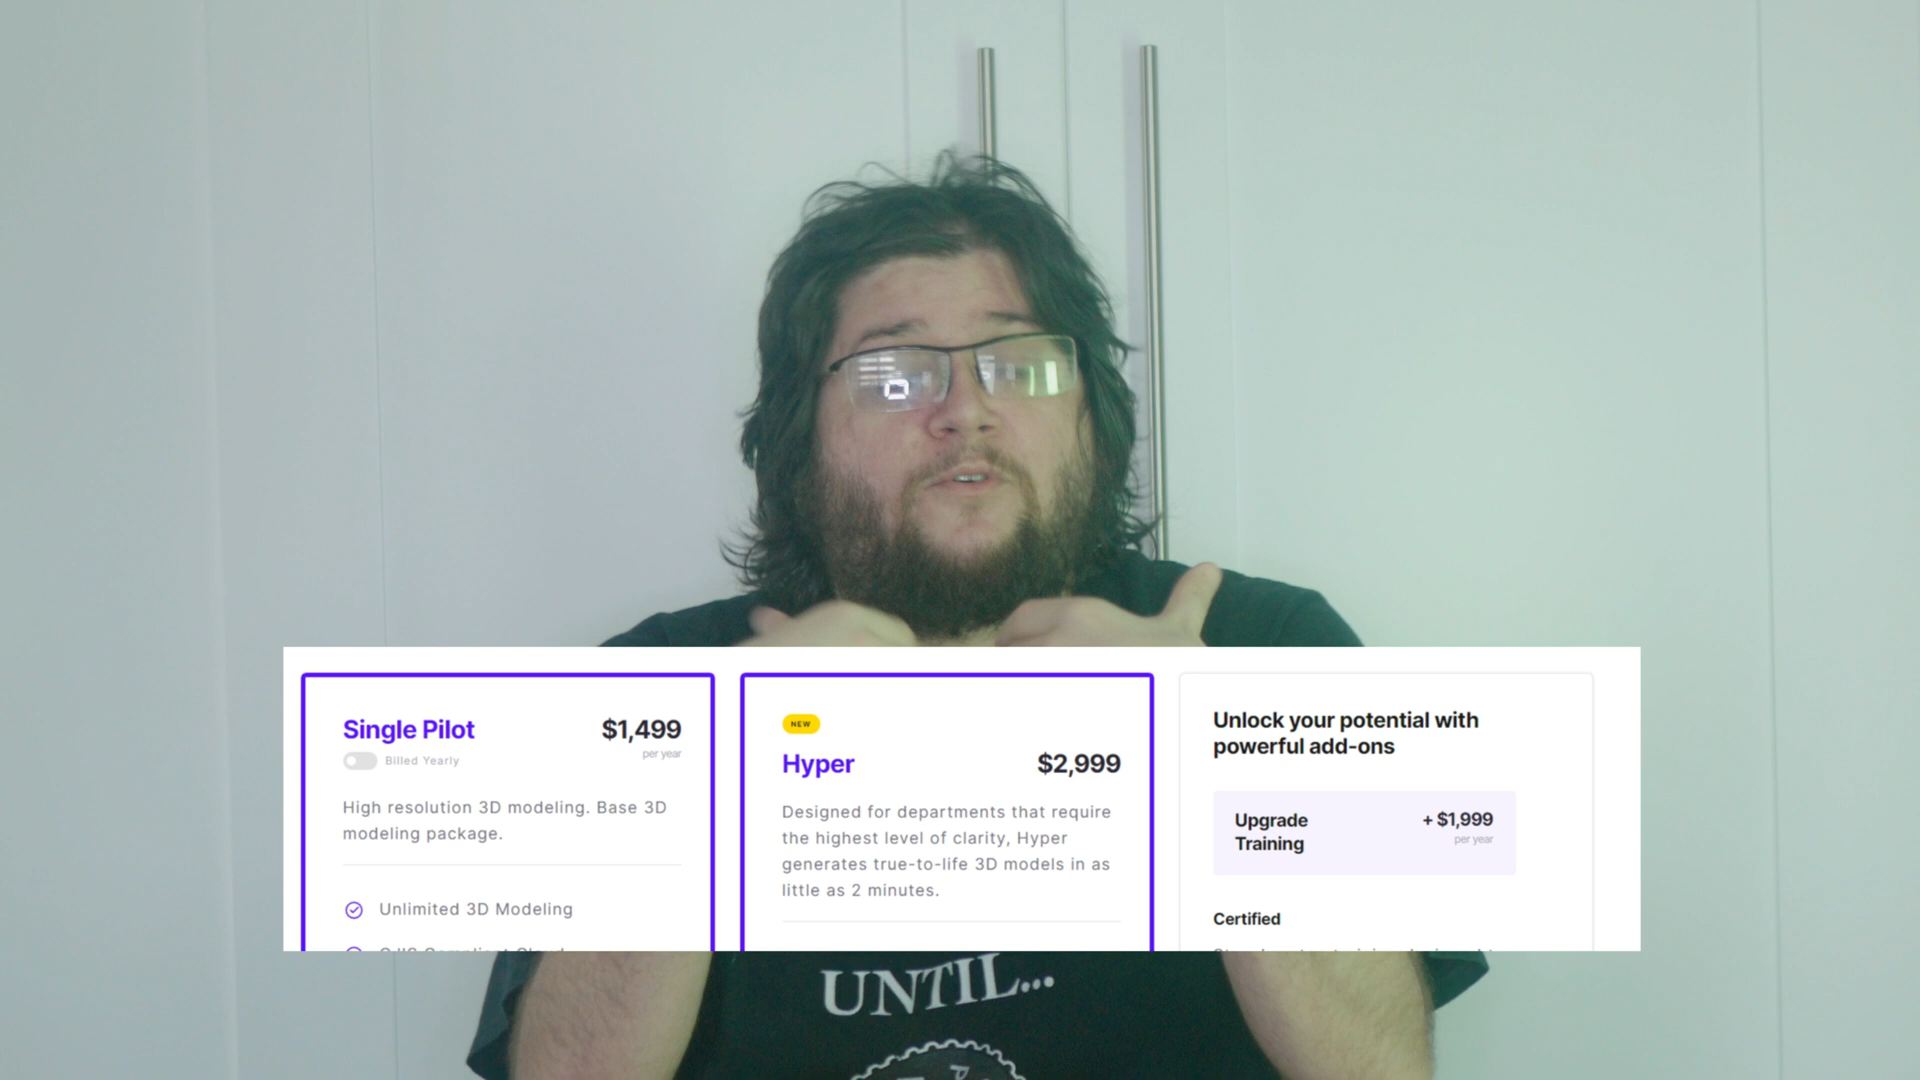 Single Pilot
$1,499
per year
Billed Yearly
High resolution 3D modeling. Base 3D
modeling package.
Unlimited 3D Modeling
NEW
Hyper
$2,999
Designed for departments that require
the highest level of clarity, Hyper
generates true-to-life 3D models in as
little as 2 minutes.
Unlock your potential with
powerful add-ons
Upgrade
Training
+ $1,999
per year
Certified
UNTIL...